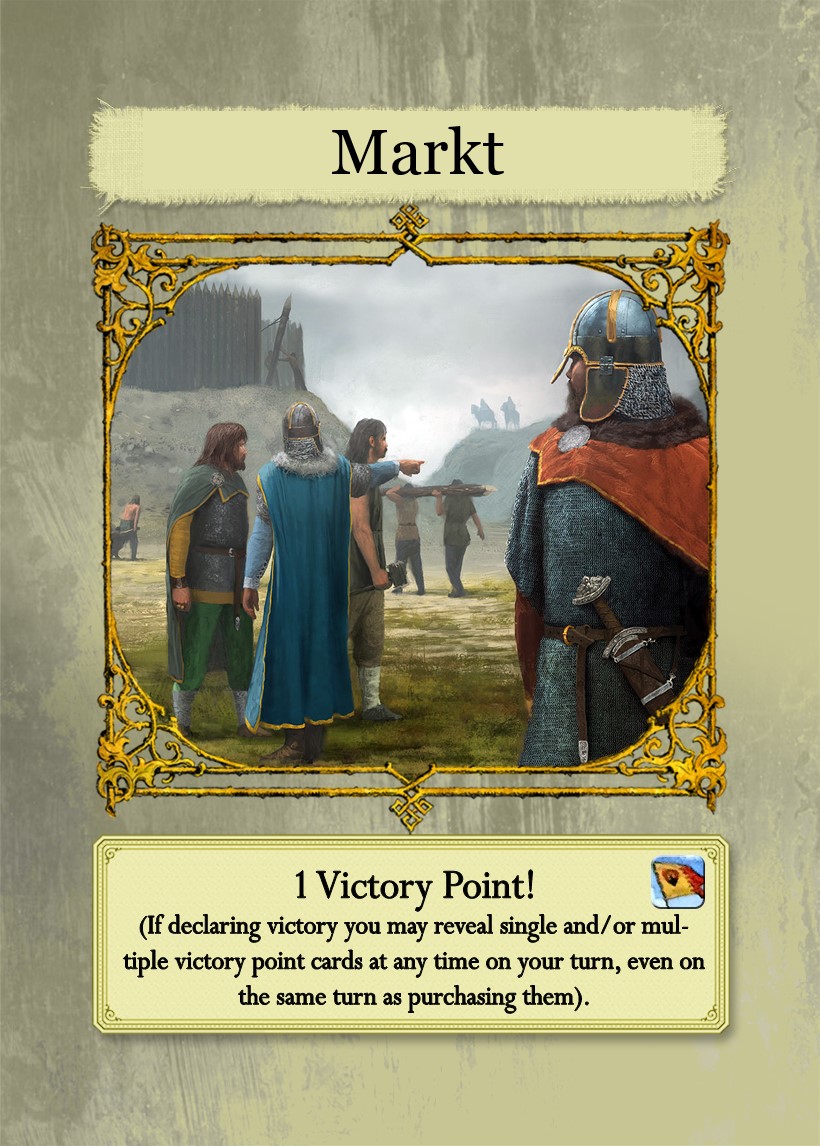 Markt
1 Victory Point!
(If declaring victory you may reveal single and/or mul-
tiple victory point cards at any time on your turn, even on
the same turn as purchasing them).